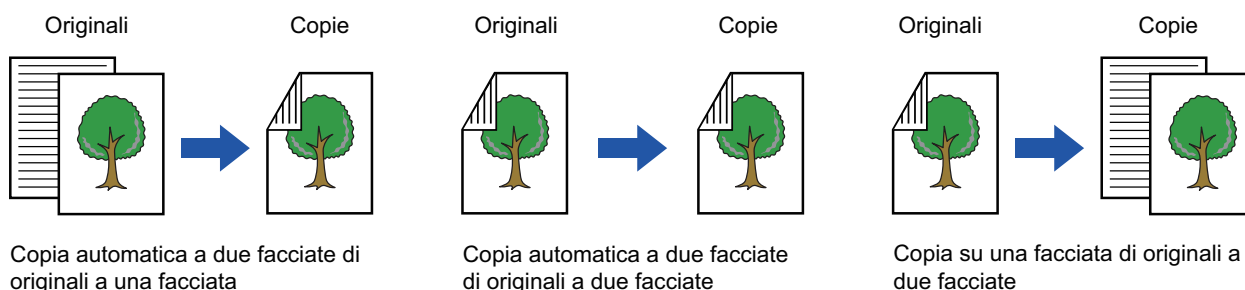 Originali
Copie
Originali
Copie
Originali
Copie
Copia automatica a due facciate di
originali a una facciata
Copia automatica a due facciate
di originali a due facciate
Copia su una facciata di originali a
due facciate